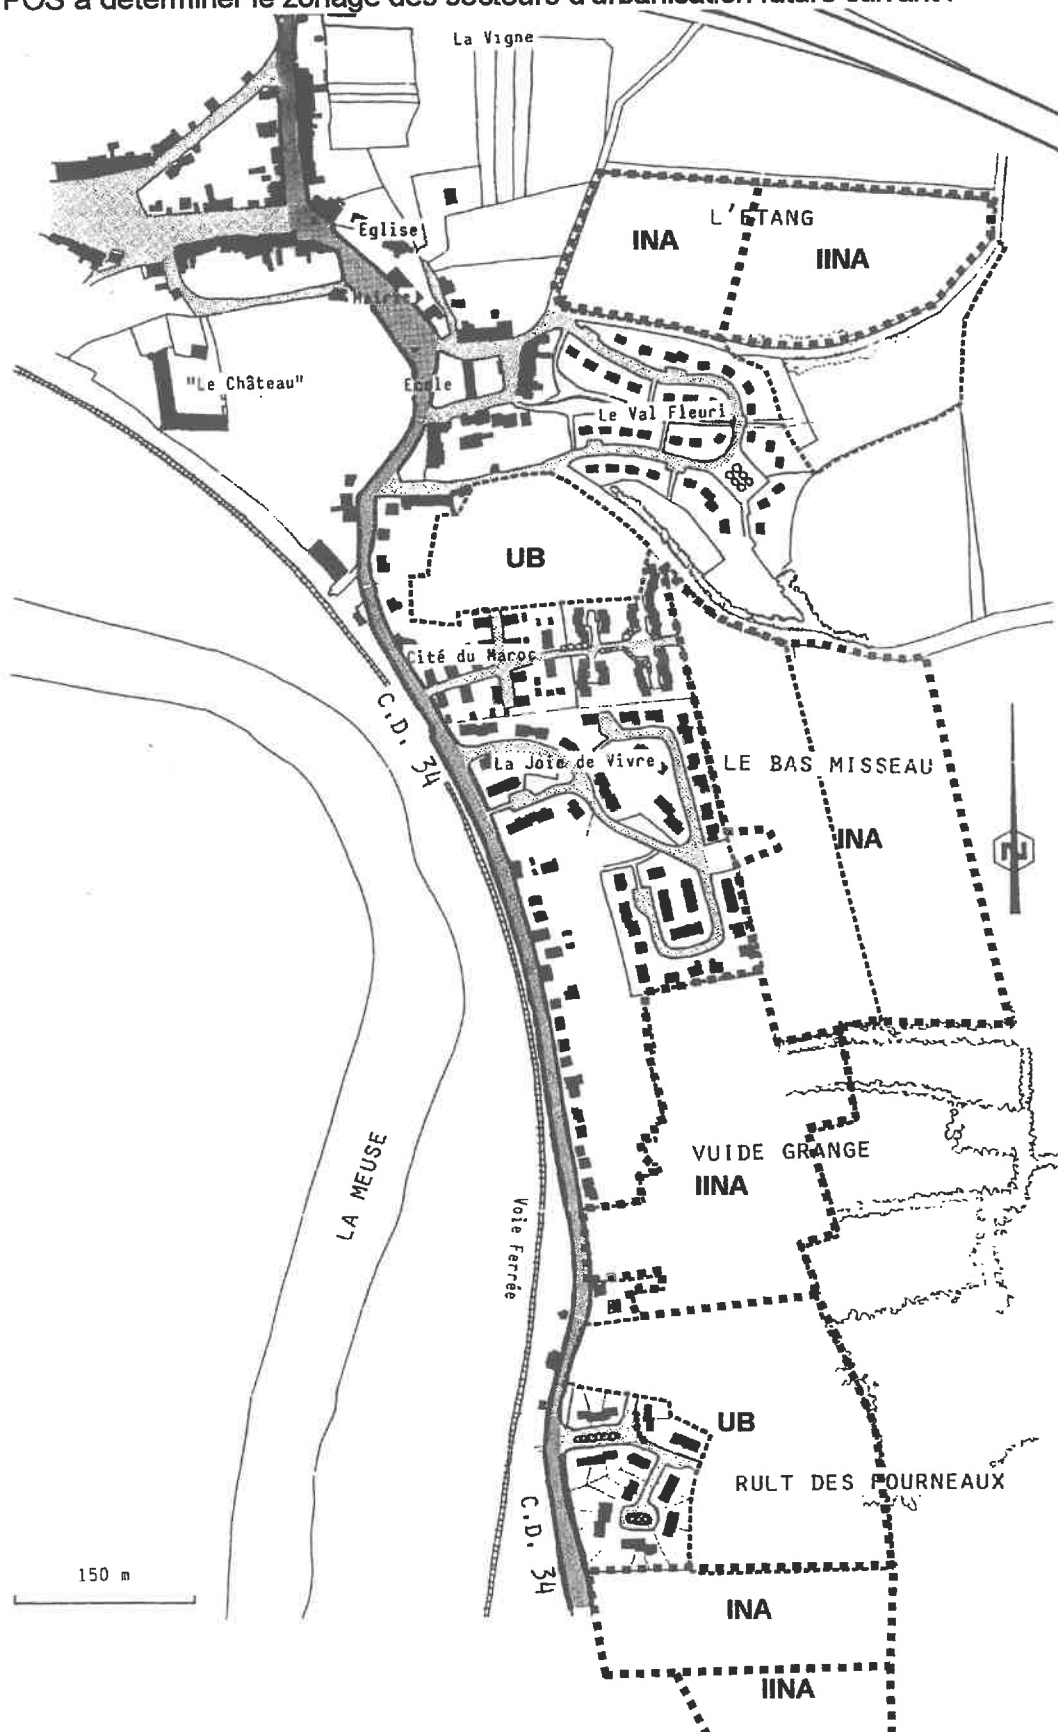 POS a déterminer le zonage des secteurs d'urbanisation future suivant :
La Vigne
L'ETANG
INA
Eglise
IINA
Mairie
"Le Château"
Ecole
Le Val Fleuri
UB
Cité du Maroc
C.D. 34
La Joie de Vivre
LE BAS MISSEAU
INA
N
LA MEUSE
VUIDE GRANGE
IINA
Voie Ferrée
UB
RULT DES FOURNEAUX
C.D. 34
150 m
INA
IINA